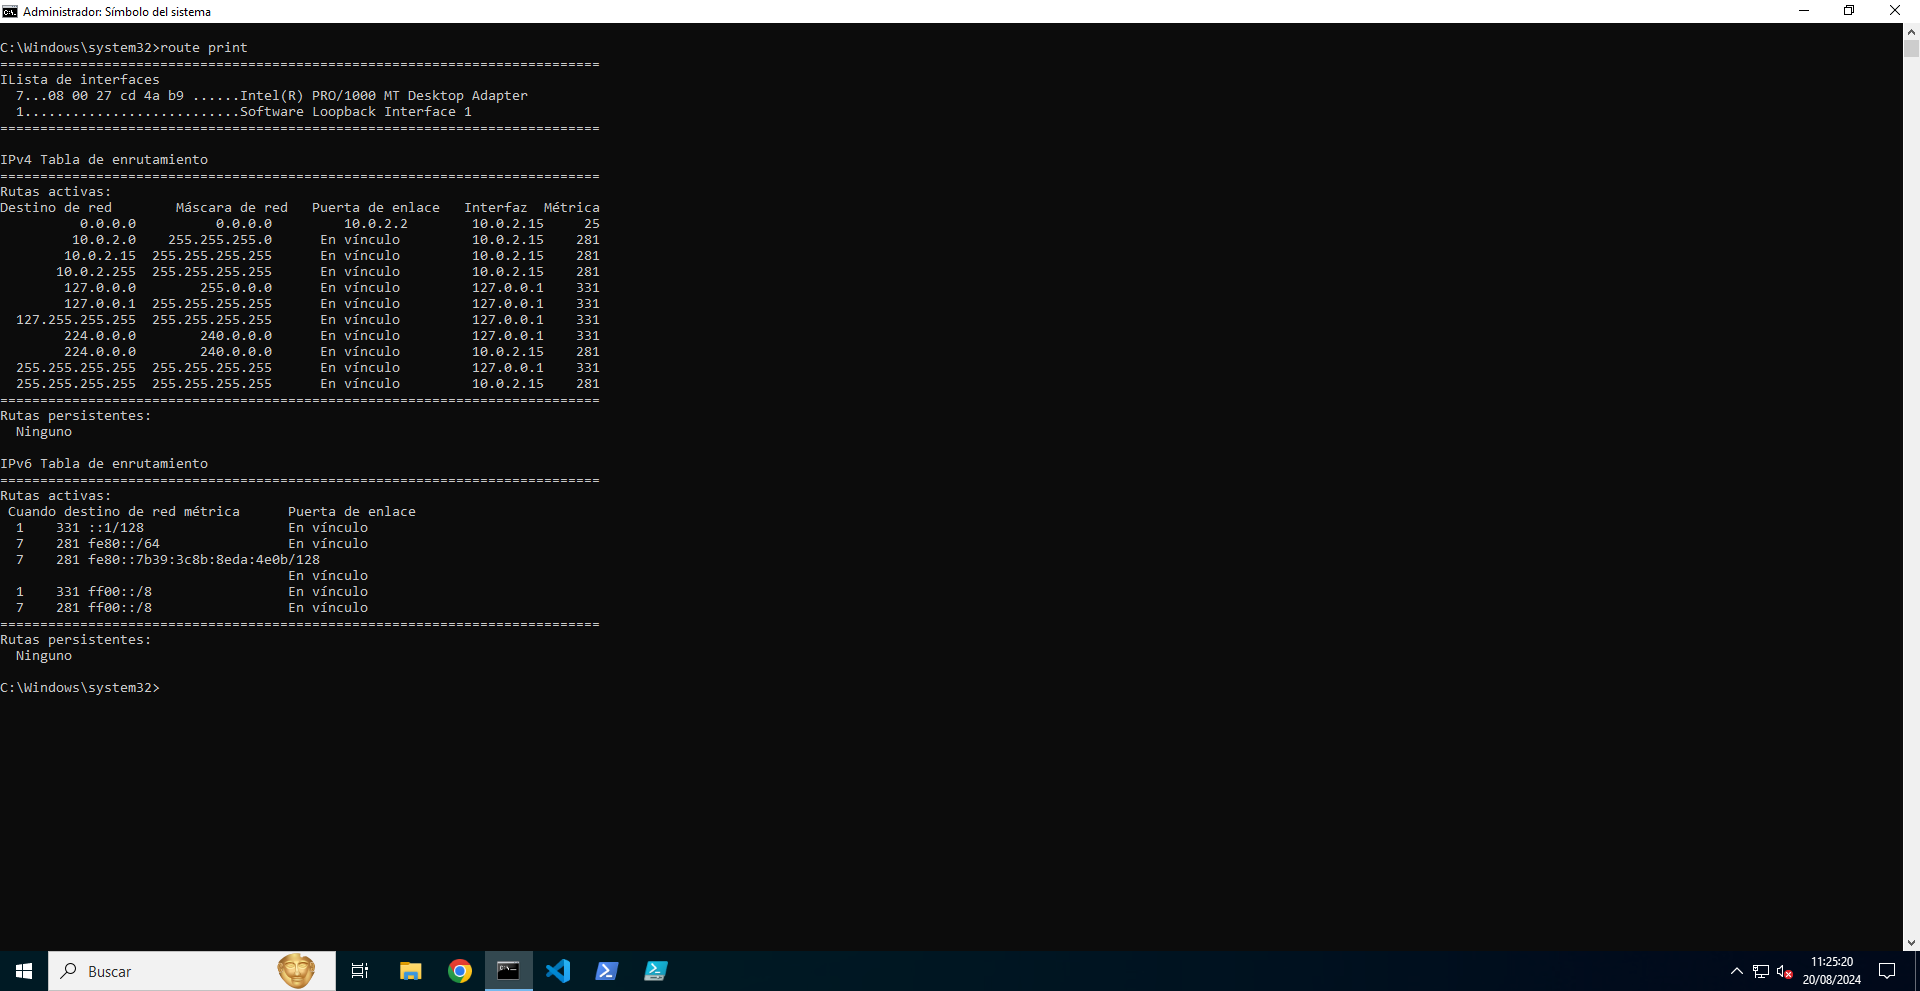 Administrador: Símbolo del sistema
C:\Windows\system32>route print
===========================================================================
ILista de interfaces
  7...08 00 27 cd 4a b9 ......Intel(R) PRO/1000 MT Desktop Adapter
  1...........................Software Loopback Interface 1
===========================================================================
IPv4 Tabla de enrutamiento
===========================================================================
Rutas activas:
Destino de red        Máscara de red   Puerta de enlace   Interfaz  Métrica
          0.0.0.0          0.0.0.0         10.0.2.2        10.0.2.15     25
         10.0.2.0    255.255.255.0      En vínculo         10.0.2.15    281
        10.0.2.15  255.255.255.255      En vínculo         10.0.2.15    281
       10.0.2.255  255.255.255.255      En vínculo         10.0.2.15    281
        127.0.0.0        255.0.0.0      En vínculo         127.0.0.1    331
        127.0.0.1  255.255.255.255      En vínculo         127.0.0.1    331
  127.255.255.255  255.255.255.255      En vínculo         127.0.0.1    331
        224.0.0.0        240.0.0.0      En vínculo         127.0.0.1    331
        224.0.0.0        240.0.0.0      En vínculo         10.0.2.15    281
  255.255.255.255  255.255.255.255      En vínculo         127.0.0.1    331
  255.255.255.255  255.255.255.255      En vínculo         10.0.2.15    281
===========================================================================
Rutas persistentes:
  Ninguno
IPv6 Tabla de enrutamiento
===========================================================================
Rutas activas:
 Cuando destino de red métrica      Puerta de enlace
  1    331 ::1/128                  En vínculo
  7    281 fe80::/64                En vínculo
  7    281 fe80::7b39:3c8b:8eda:4e0b/128
                                    En vínculo
  1    331 ff00::/8                 En vínculo
  7    281 ff00::/8                 En vínculo
===========================================================================
Rutas persistentes:
  Ninguno
C:\Windows\system32>
Buscar
11:25:20
20/08/2024